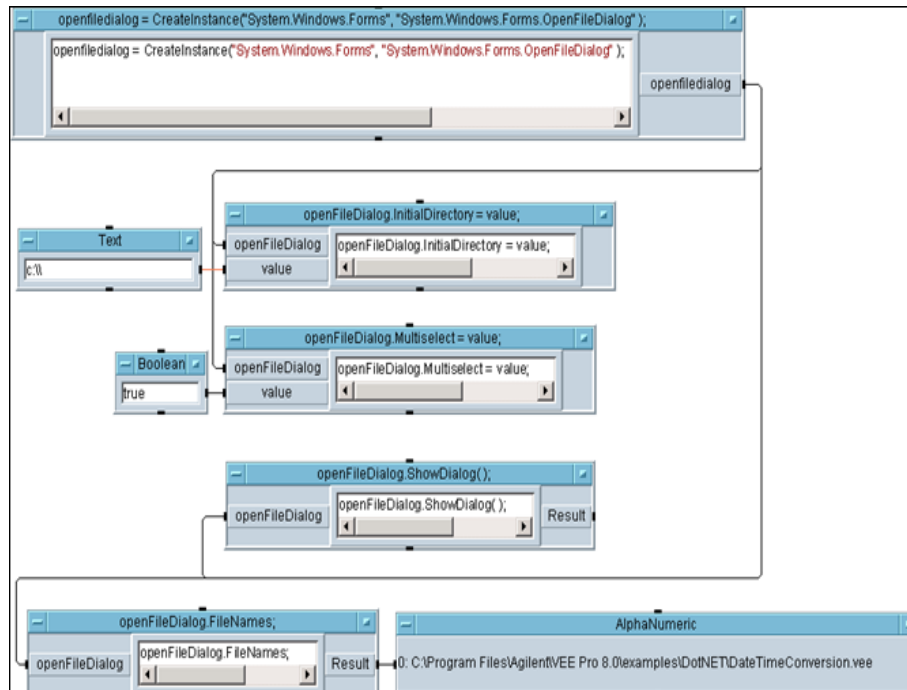 openfiledialog = CreateInstance("System.Windows.Forms", "System.Windows.Forms.OpenFileDialog" );
openfiledialog = CreateInstance("System.Windows.Forms", "System.Windows.Forms.OpenFileDialog" );
openfiledialog
openFileDialog.InitialDirectory = value;
openFileDialog
openFileDialog.InitialDirectory = value;
value
Text
c:\\
openFileDialog.Multiselect = value;
openFileDialog
openFileDialog.Multiselect = value;
value
Boolean
true
openFileDialog.ShowDialog( );
openFileDialog.ShowDialog( );
openFileDialog
Result
openFileDialog.FileNames;
openFileDialog.FileNames;
openFileDialog
Result
AlphaNumeric
0: C:\Program Files\Agilent\VEE Pro 8.0\examples\DotNET\DateTimeConversion.vee